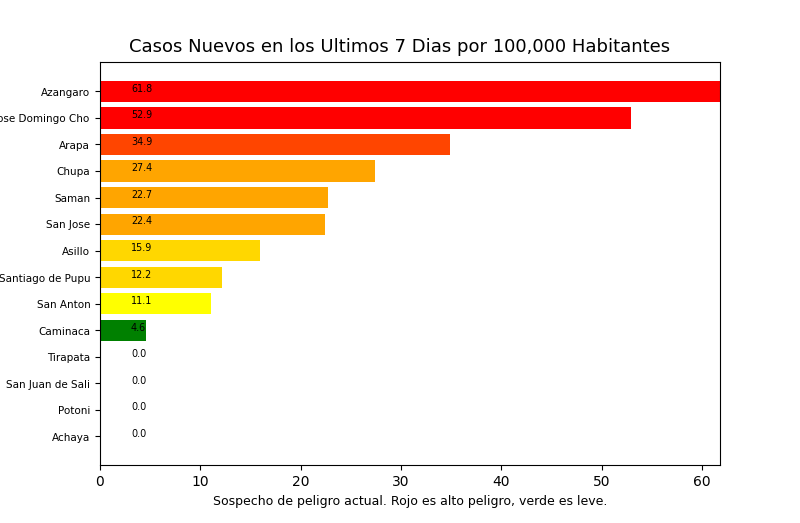 Casos Nuevos en los Ultimos 7 Dias por 100,000 Habitantes
Azangaro 61.8
Domingo Cho 52.9
Arapa 34.9
Chupa 27.4
Saman 22.7
San Jose 22.4
Asillo 15.9
Santiago de Pupu 12.2
San Anton 11.1
Caminaca 4.6
Tirapata 0.0
San Juan de Sali 0.0
Potoni 0.0
Achaya 0.0
0 10 20 30 40 50 60
Sospecho de peligro actual. Rojo es alto peligro, verde es leve.